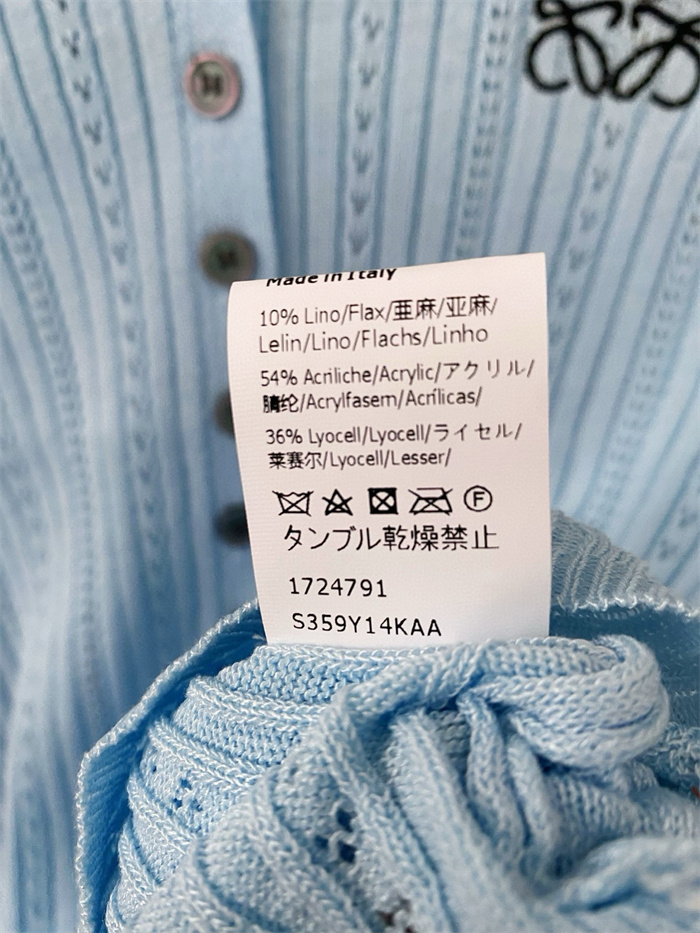 Made in Italy
10% Lino/Flax/亜麻/亚麻/
Lelin/Lino/Flachs/Linho
54% Acriliche/Acrylic/アクリル/
腈纶/Acrylfasern/Acrílicas/
36% Lyocell/Lyocell/ライセル/
莱赛尔/Lyocell/Lesser/
F
タンブル乾燥禁止
1724791
S359Y14KAA